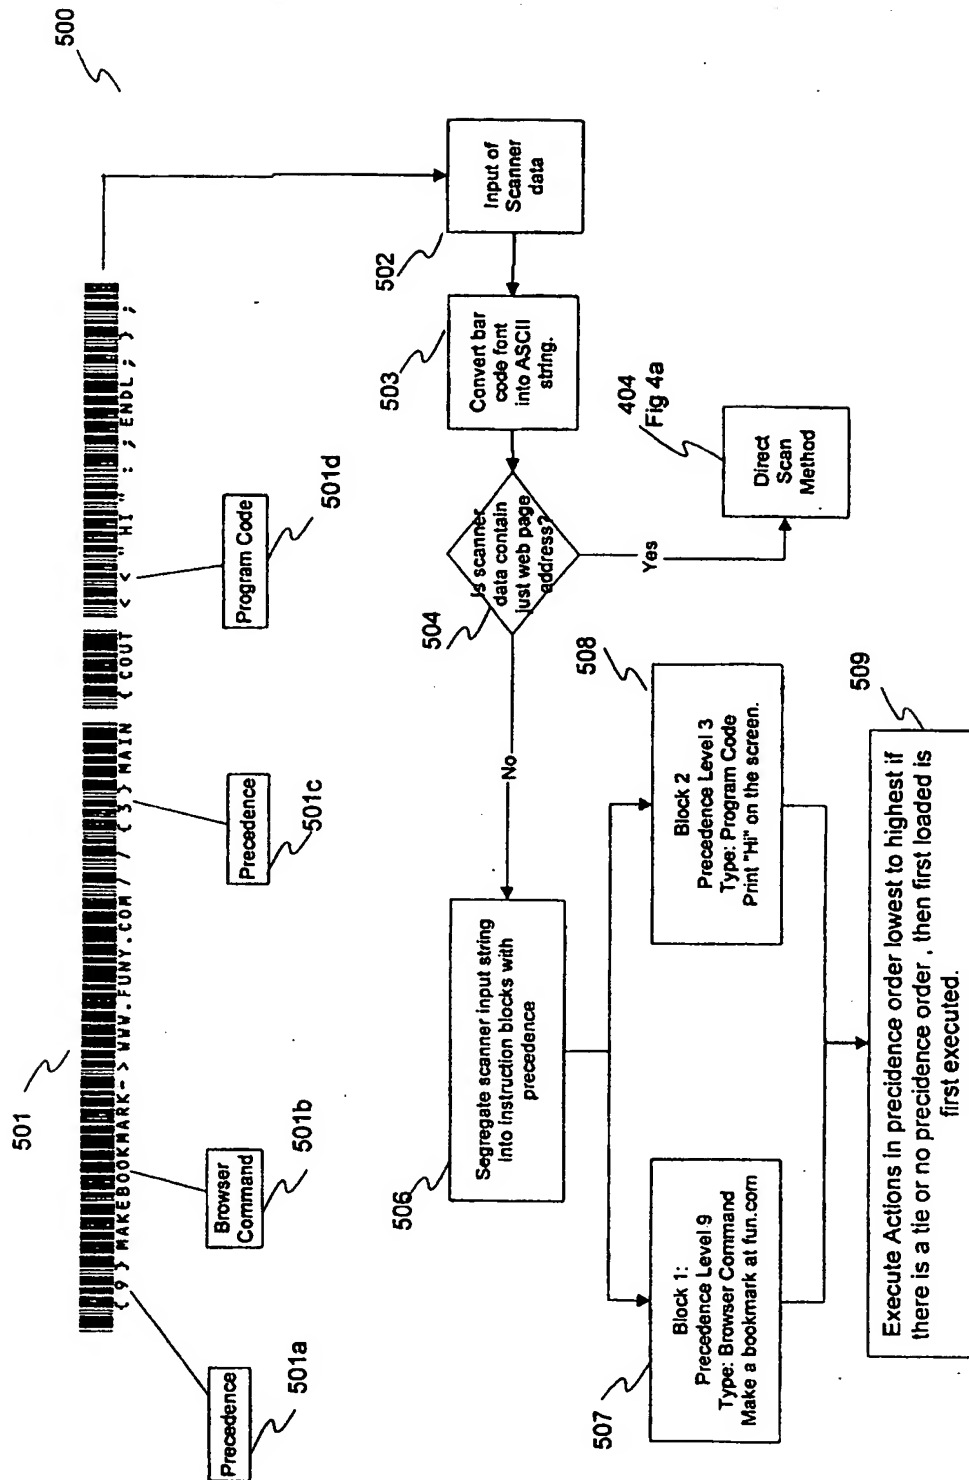 500
501
{9} MAKEBOOKMARK-> WWW.FUNY.COM / / {3} MAIN {COUT < < "HI" : ; ENDL; } ;
Precedence
501a
Browser
Command
501b
Precedence
501c
Program Code
501d
502
Input of
Scanner
data
503
Convert bar
code font
into ASCII
string.
504
Is scanner
data contain
just web page
address?
Yes
404
Fig 4a
Direct
Scan
Method
No
506
Segregate scanner input string
into instruction blocks with
precedence
507
Block 1:
Precedence Level 9
Type: Browser Command
Make a bookmark at fun.com
508
Block 2
Precedence Level 3
Type: Program Code
Print "Hi" on the screen.
509
Execute Actions in precidence order lowest to highest if
there is a tie or no precidence order , then first loaded is
first executed.